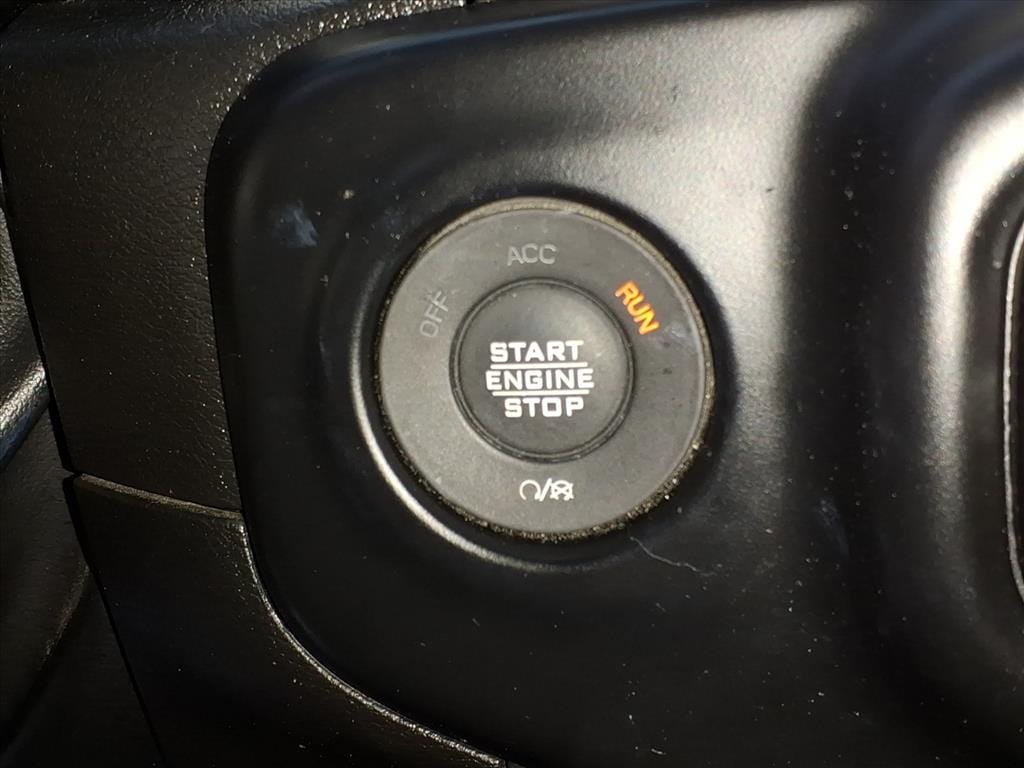 ACC
OFF
RUN
START
ENGINE
STOP